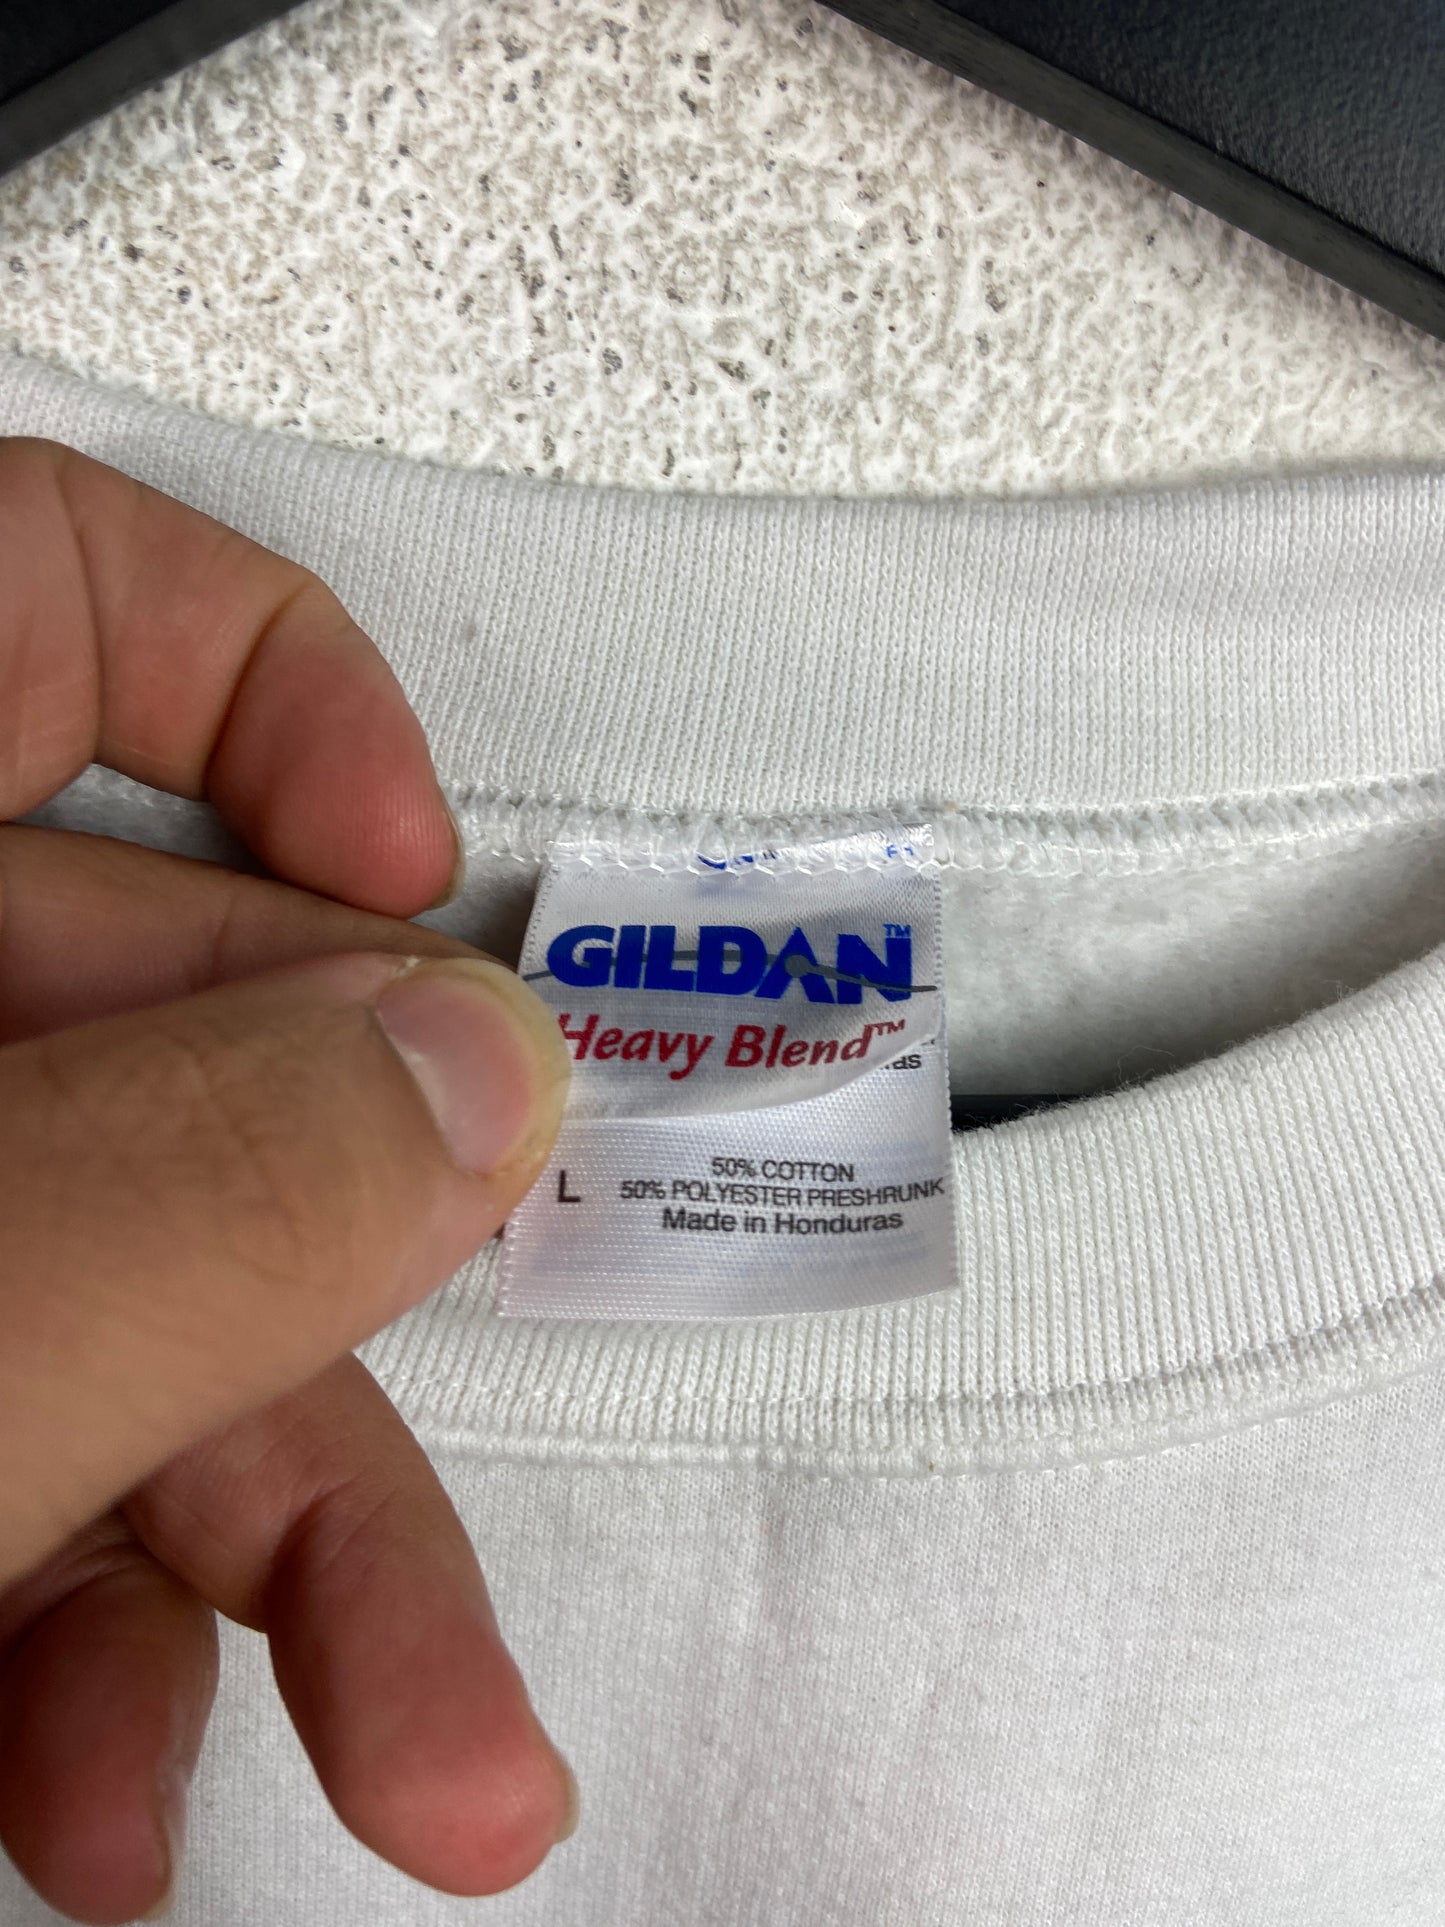 GILDAN™
Heavy Blend™
50% COTTON
L 50% POLYESTER PRESHRUNK
Made in Honduras